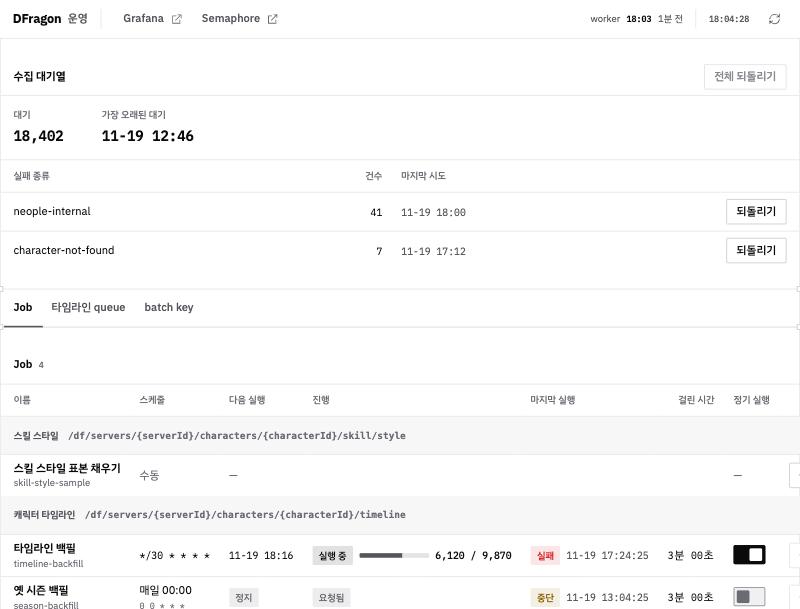 DFragon 운영 Grafana Semaphore worker 18:03 1분 전 18:04:28
수집 대기열 전체 되돌리기
대기 가장 오래된 대기
18,402 11-19 12:46
실패 종류 건수 마지막 시도
neople-internal 41 11-19 18:00 되돌리기
character-not-found 7 11-19 17:12 되돌리기
Job 타임라인 queue batch key
Job 4
이름 스케줄 다음 실행 진행 마지막 실행 걸린 시간 정기 실행
스킬 스타일 /df/servers/{serverId}/characters/{characterId}/skill/style
스킬 스타일 표본 채우기 수동 — —
skill-style-sample
캐릭터 타임라인 /df/servers/{serverId}/characters/{characterId}/timeline
타임라인 백필 */30 * * * * 11-19 18:16 실행 중 6,120 / 9,870 실패 11-19 17:24:25 3분 00초
timeline-backfill
옛 시즌 백필 매일 00:00 정지 요청됨 중단 11-19 13:04:25 3분 00초
season-backfill 0 0 * * *